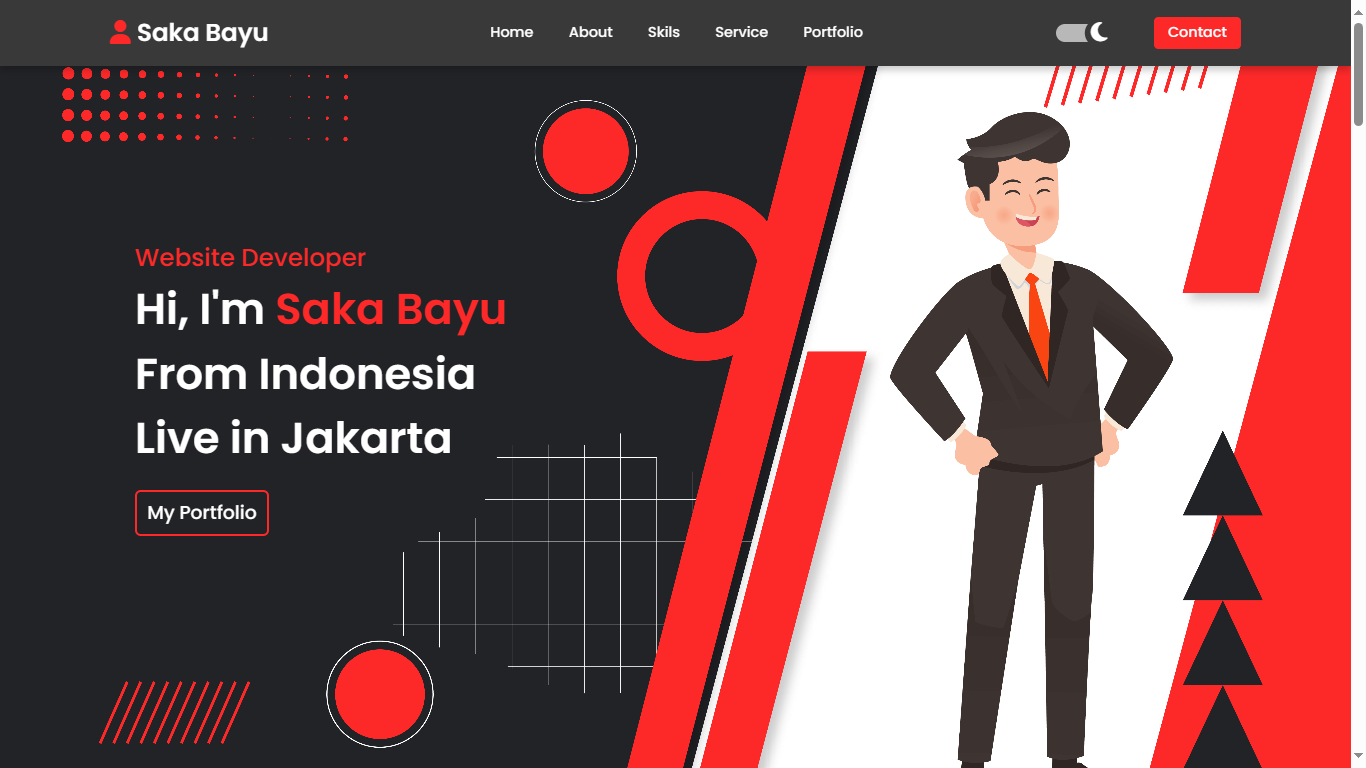 Saka Bayu
Home About Skils Service Portfolio
Contact
Website Developer
Hi, I'm Saka Bayu
From Indonesia
Live in Jakarta
My Portfolio